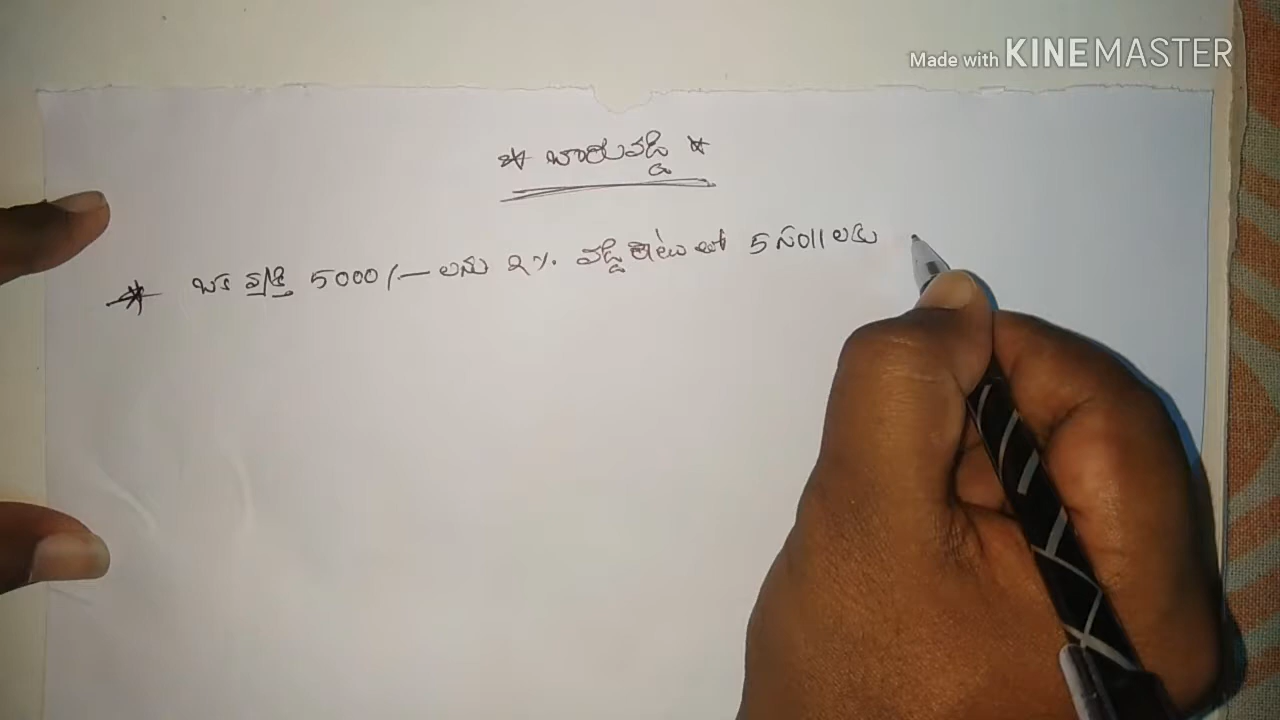 Made with KINEMASTER
* బారువడ్డి *
* ఒక వ్యక్తి 5000/- లను 2% వడ్డీ రేటు తో 5 సం॥ లకు